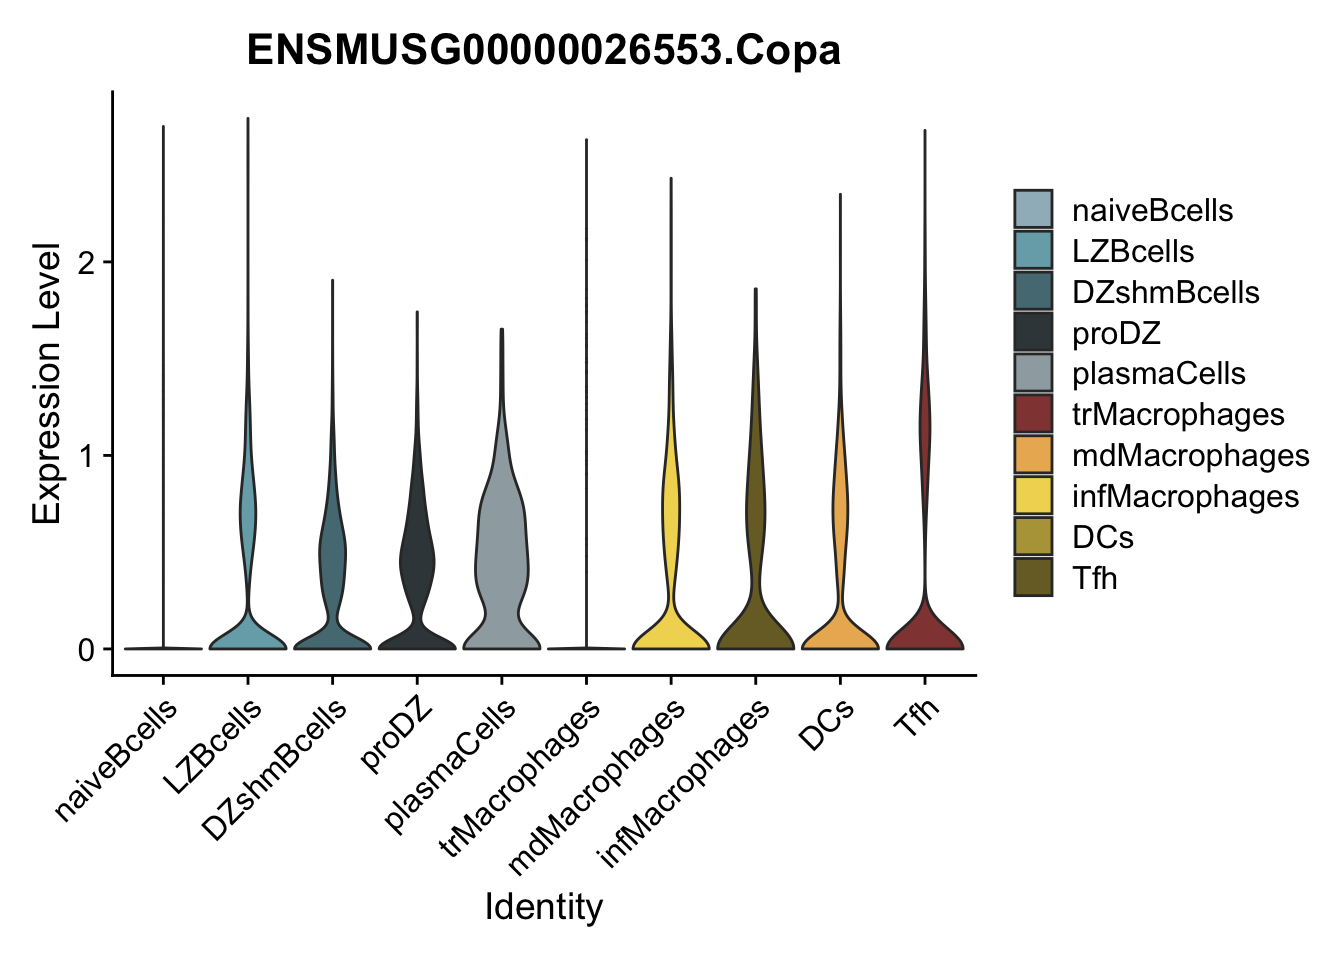 ENSMUSG00000026553.Copa
Expression Level
2
1
0
naiveBcells
LZBcells
DZshmBcells
proDZ
plasmaCells
trMacrophages
mdMacrophages
infMacrophages
DCs
Tfh
Identity
naiveBcells
LZBcells
DZshmBcells
proDZ
plasmaCells
trMacrophages
mdMacrophages
infMacrophages
DCs
Tfh